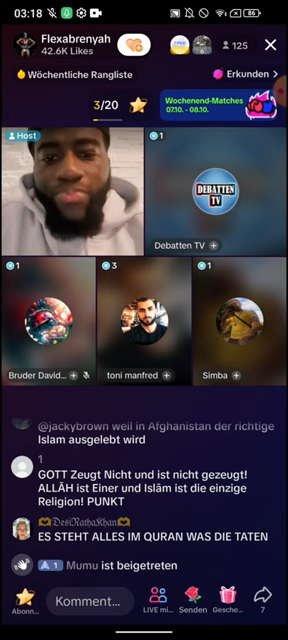 03:18
86
Flexabrenyah
42.6K Likes
125
Wöchentliche Rangliste
Erkunden >
3/20
Wochenend-Matches
07.10. - 08.10.
Host
1
DEBATTEN
TV
Debatten TV +
1
3
1
Bruder David... +
toni manfred +
Simba +
@jackybrown weil in Afghanistan der richtige
Islam ausgelebt wird
1
GOTT Zeugt Nicht und ist nicht gezeugt!
ALLÄH ist Einer und Isläm ist die einzige
Religion! PUNKT
DesiNathaKhan
ES STEHT ALLES IM QURAN WAS DIE TATEN
1 Mumu ist beigetreten
Abonn...
Komment...
LIVE mi...
Senden
Gesche...
7